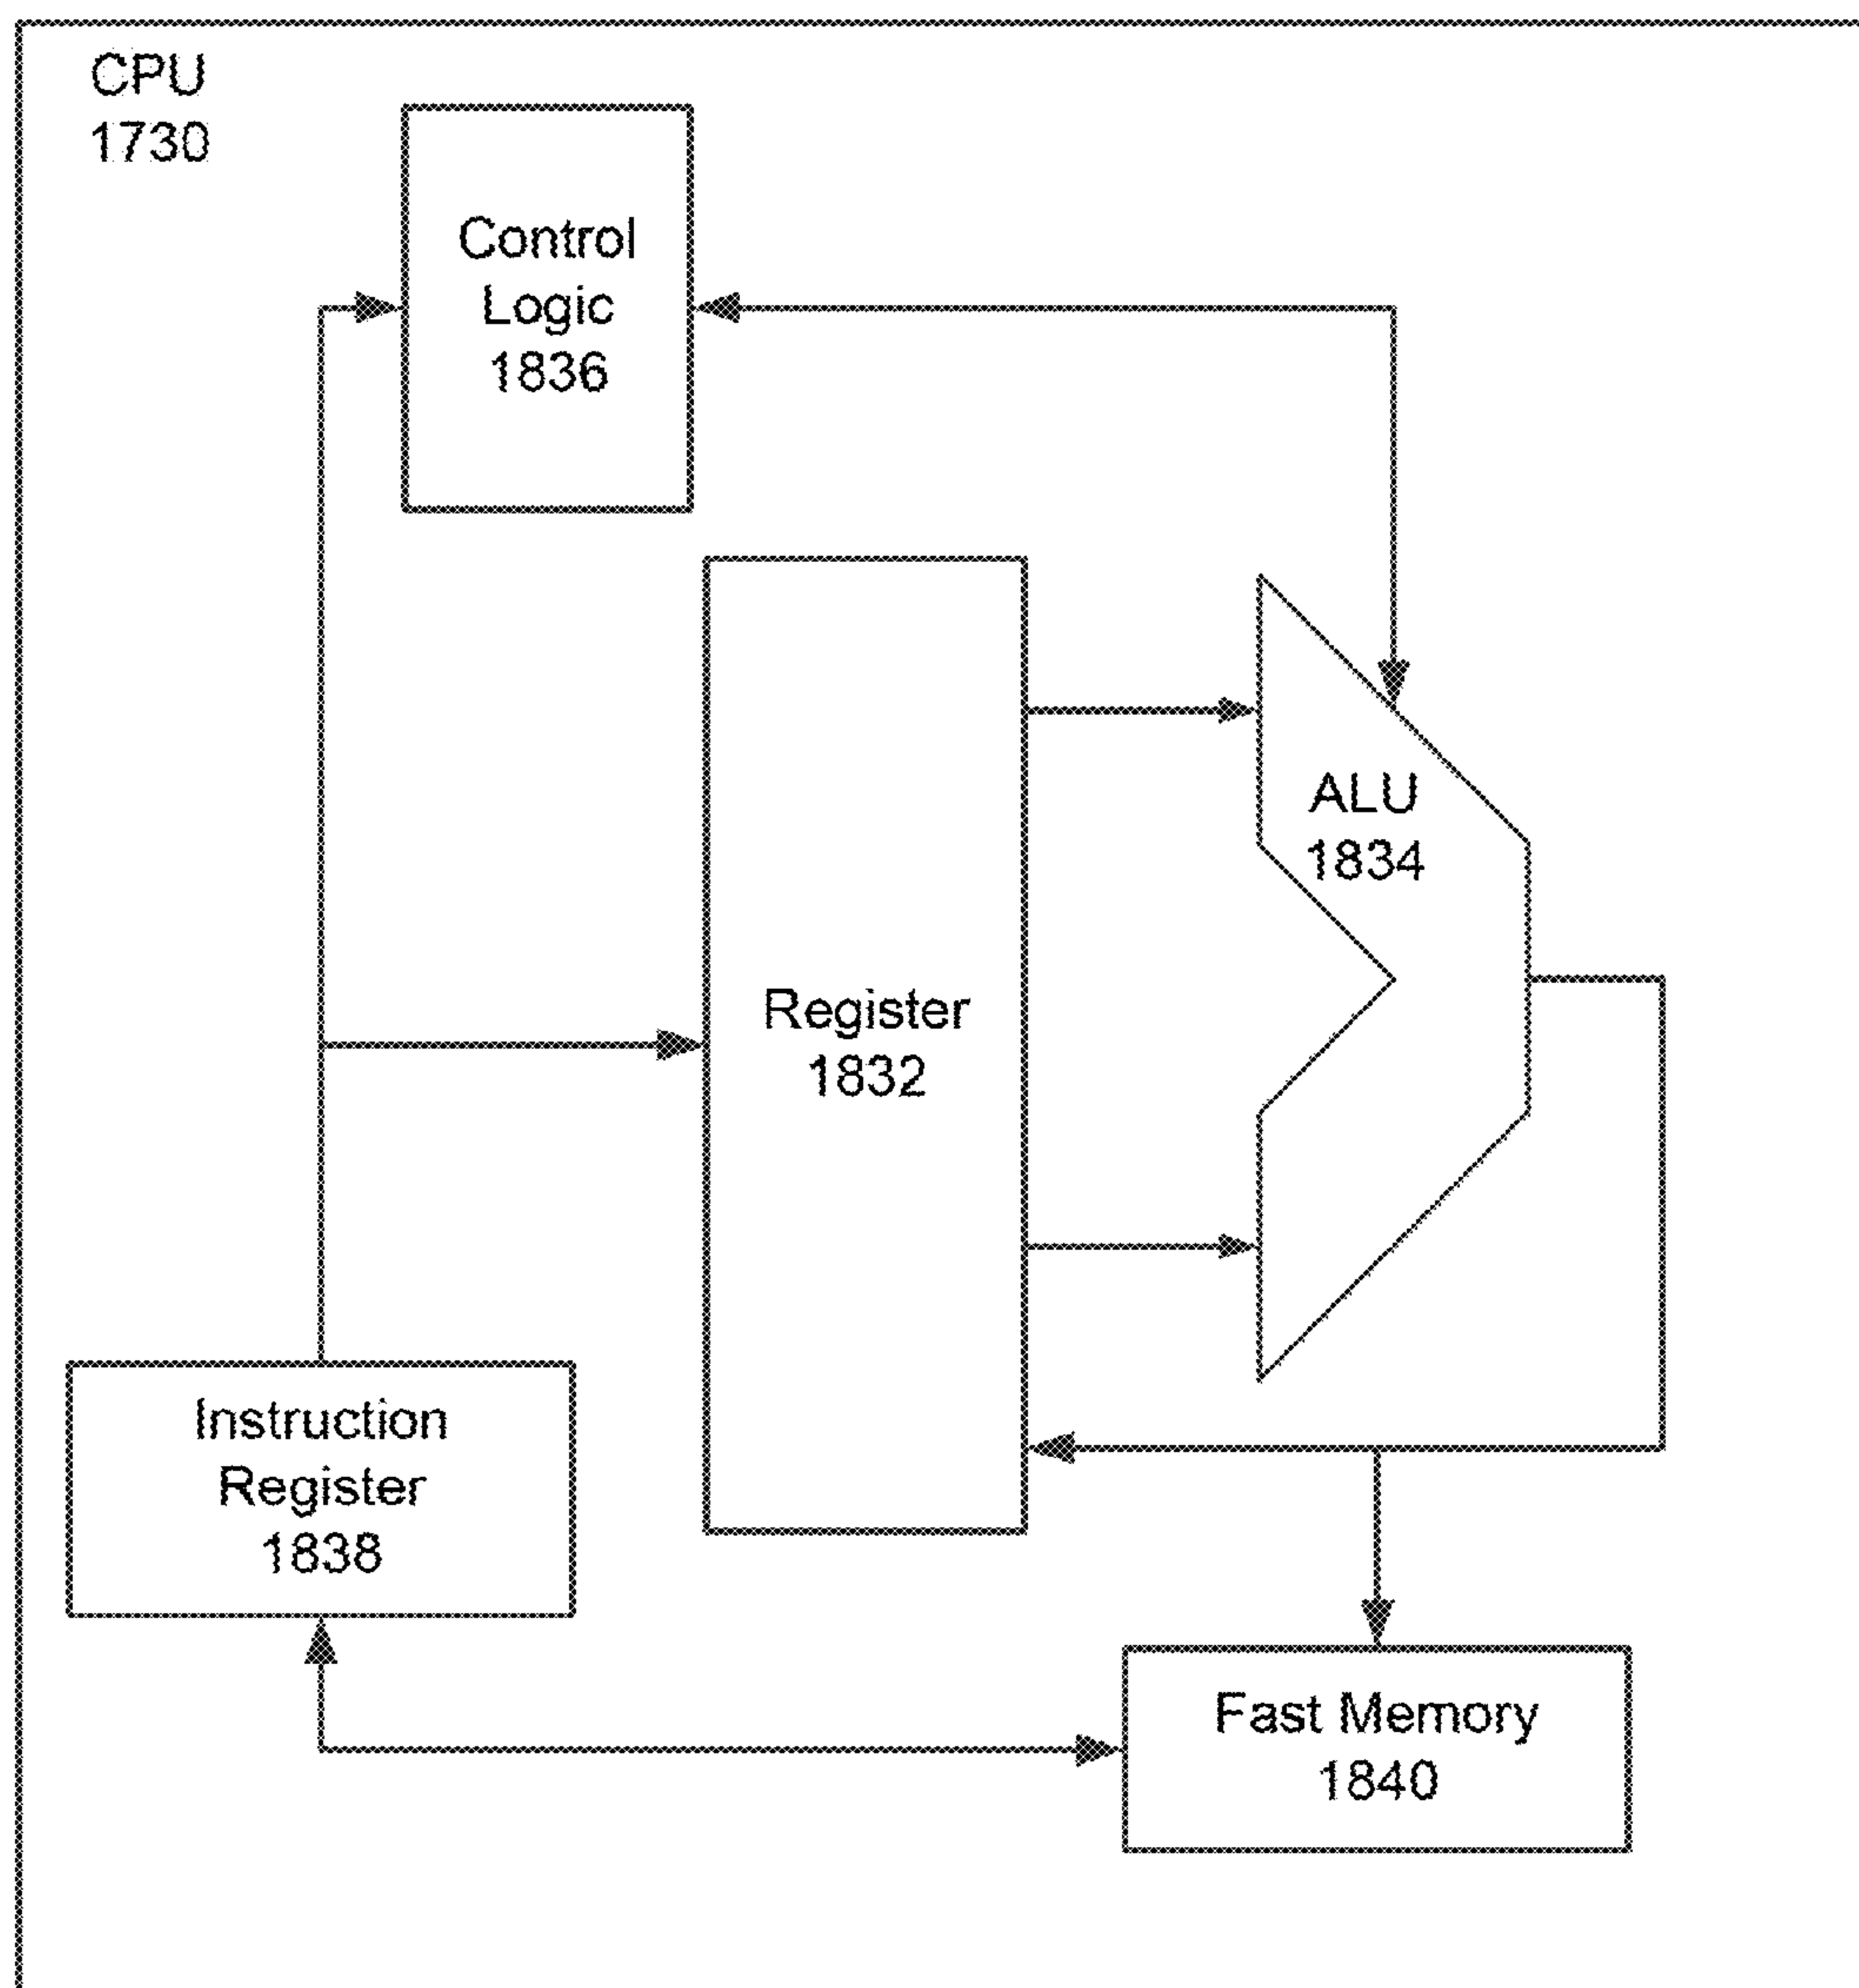 CPU
1730
Control
Logic
1836
ALU
1834
Register
1832
Instruction
Register
1838
Fast Memory
1840